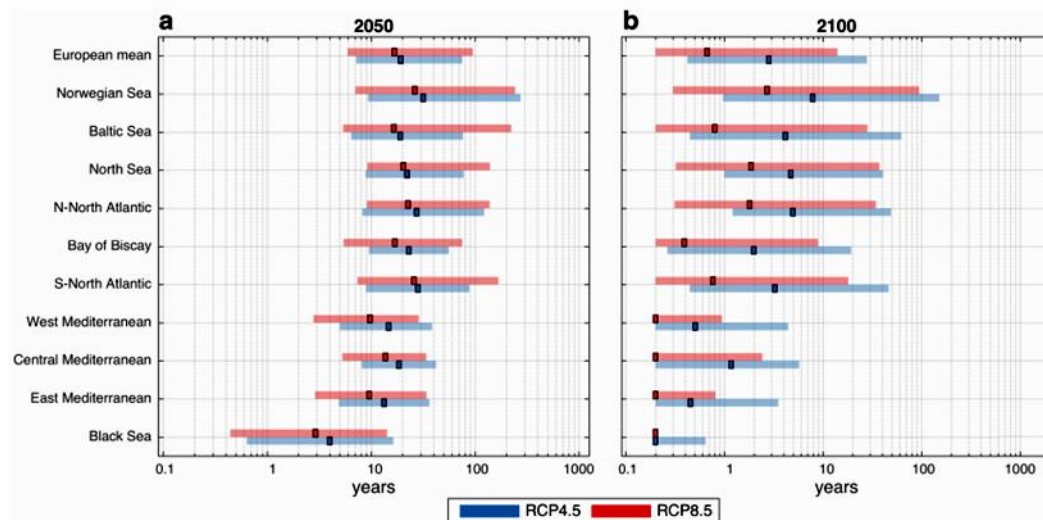 a 2050
b 2100
European mean
Norwegian Sea
Baltic Sea
North Sea
N-North Atlantic
Bay of Biscay
S-North Atlantic
West Mediterranean
Central Mediterranean
East Mediterranean
Black Sea
0.1 1 10 100 1000
0.1 1 10 100 1000
years
years
RCP4.5 RCP8.5